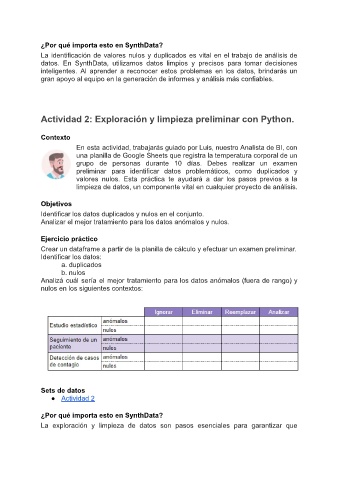 ¿Por qué importa esto en SynthData?
La identificación de valores nulos y duplicados es vital en el trabajo de análisis de
datos. En SynthData, utilizamos datos limpios y precisos para tomar decisiones
inteligentes. Al aprender a reconocer estos problemas en los datos, brindarás un
gran apoyo al equipo en la generación de informes y análisis más confiables.
Actividad 2: Exploración y limpieza preliminar con Python.
Contexto
En esta actividad, trabajarás guiado por Luis, nuestro Analista de BI, con
una planilla de Google Sheets que registra la temperatura corporal de un
grupo de personas durante 10 días. Debes realizar un examen
preliminar para identificar datos problemáticos, como duplicados y
valores nulos. Esta práctica te ayudará a dar los pasos previos a la
limpieza de datos, un componente vital en cualquier proyecto de análisis.
Objetivos
Identificar los datos duplicados y nulos en el conjunto.
Analizar el mejor tratamiento para los datos anómalos y nulos.
Ejercicio práctico
Crear un dataframe a partir de la planilla de cálculo y efectuar un examen preliminar.
Identificar los datos:
a. duplicados
b. nulos
Analizá cuál sería el mejor tratamiento para los datos anómalos (fuera de rango) y
nulos en los siguientes contextos:
Ignorar Eliminar Reemplazar Analizar
Estudio estadístico anómalos
nulos
Seguimiento de un anómalos
paciente nulos
Detección de casos anómalos
de contagio nulos
Sets de datos
● Actividad 2
¿Por qué importa esto en SynthData?
La exploración y limpieza de datos son pasos esenciales para garantizar que